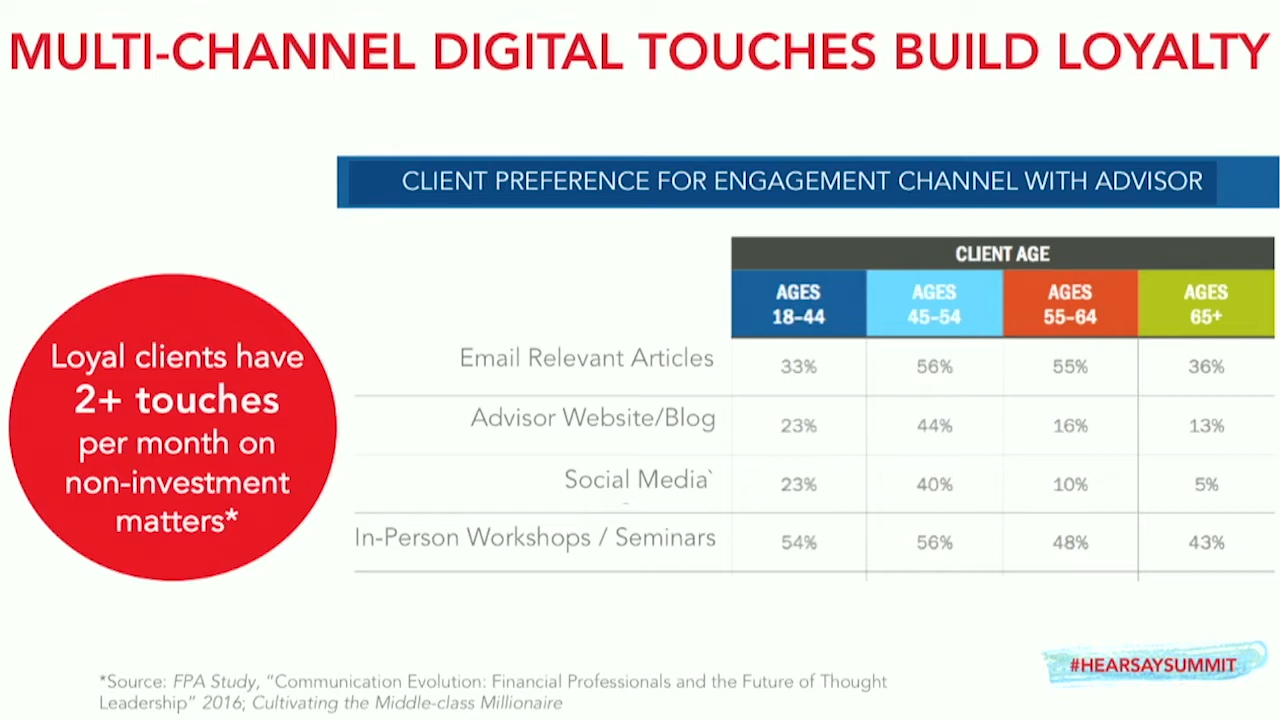 MULTI-CHANNEL DIGITAL TOUCHES BUILD LOYALTY
CLIENT PREFERENCE FOR ENGAGEMENT CHANNEL WITH ADVISOR
CLIENT AGE
AGES 18–44 AGES 45–54 AGES 55–64 AGES 65+
Email Relevant Articles 33% 56% 55% 36%
Advisor Website/Blog 23% 44% 16% 13%
Social Media` 23% 40% 10% 5%
In-Person Workshops / Seminars 54% 56% 48% 43%
Loyal clients have
2+ touches
per month on
non-investment
matters*
*Source: FPA Study, “Communication Evolution: Financial Professionals and the Future of Thought
Leadership” 2016; Cultivating the Middle-class Millionaire
#HEARSAYSUMMIT